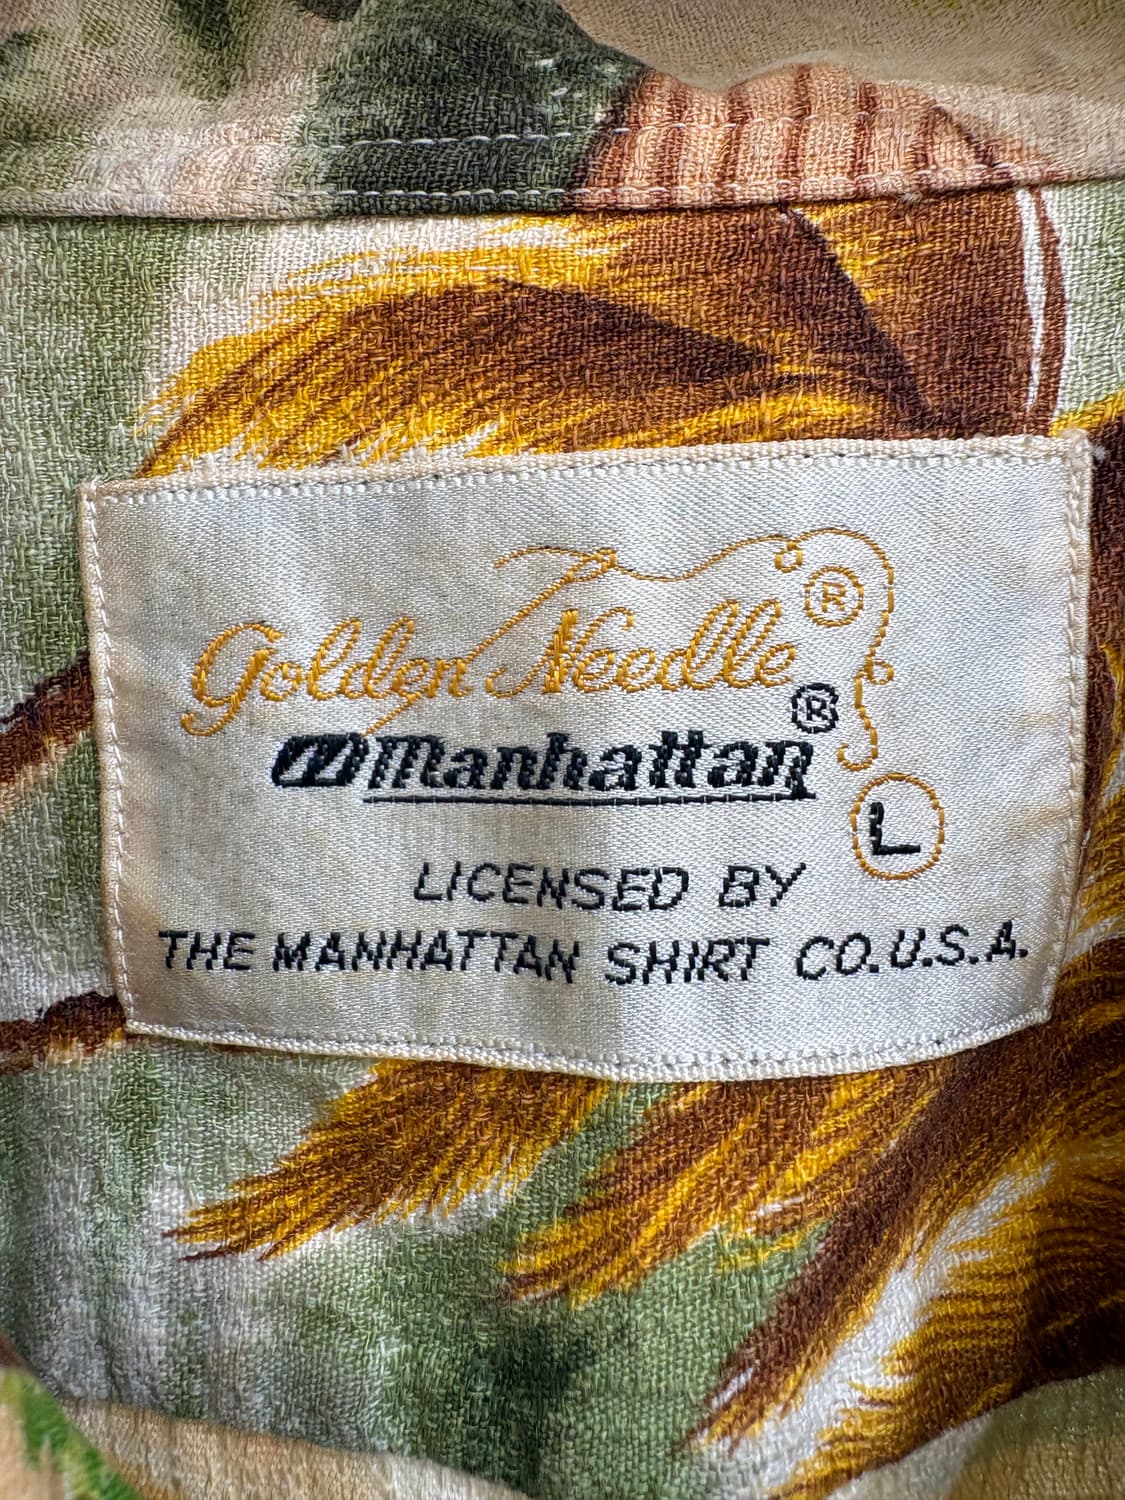 Golden Needle ®
Manhattan ®
L
LICENSED BY
THE MANHATTAN SHIRT CO.U.S.A.